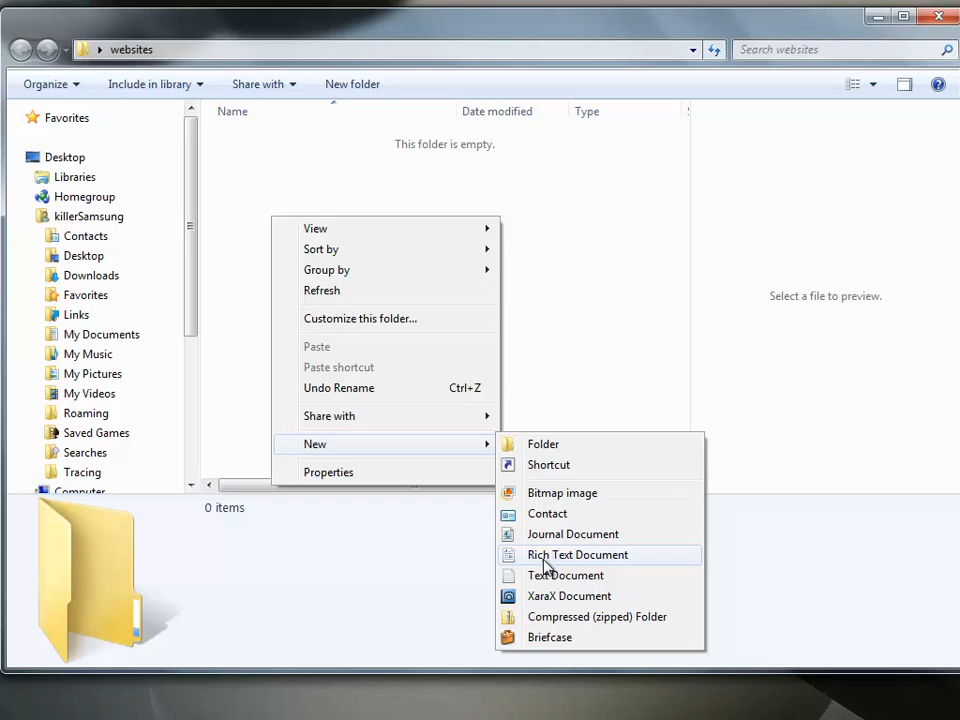 websites
Search websites
Organize
Include in library
Share with
New folder
Name
Date modified
Type
Favorites
Desktop
Libraries
Homegroup
killerSamsung
Contacts
Desktop
Downloads
Favorites
Links
My Documents
My Music
My Pictures
My Videos
Roaming
Saved Games
Searches
Tracing
Computer
This folder is empty.
Select a file to preview.
View
Sort by
Group by
Refresh
Customize this folder...
Paste
Paste shortcut
Undo Rename Ctrl+Z
Share with
New
Properties
Folder
Shortcut
Bitmap image
Contact
Journal Document
Rich Text Document
Text Document
XaraX Document
Compressed (zipped) Folder
Briefcase
0 items